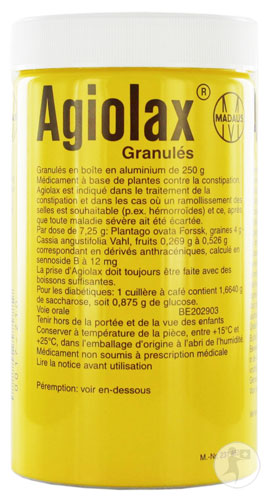 Agiolax®
MADAUS
Granulés
Granulés en boîte en aluminium de 250 g
Médicament à base de plantes contre la constipation
Agiolax est indiqué dans le traitement de la
constipation et dans les cas où un ramollissement des
selles est souhaitable (p.ex. hémorroïdes) et ce, après
que toute maladie sévère ait été écartée.
Par dose de 7,25 g: Plantago ovata Forssk, graines 4 g
Cassia angustifolia Vahl, fruits 0,269 g à 0,526 g
correspondant en dérivés anthracéniques, calculé en
sennoside B à 12 mg
La prise d'Agiolax doit toujours être faite avec des
boissons suffisantes.
Pour les diabétiques: 1 cuillère à café contient 1,6640 g
de saccharose, soit 0,875 g de glucose.
Voie orale BE202903
Tenir hors de la portée et de la vue des enfants
Conserver à température de la pièce, entre +15°C et
+25°C, dans l'emballage d'origine à l'abri de l'humidité
Médicament non soumis à prescription médicale
Lire la notice avant utilisation
Péremption: voir en-dessous
M.-Nr.